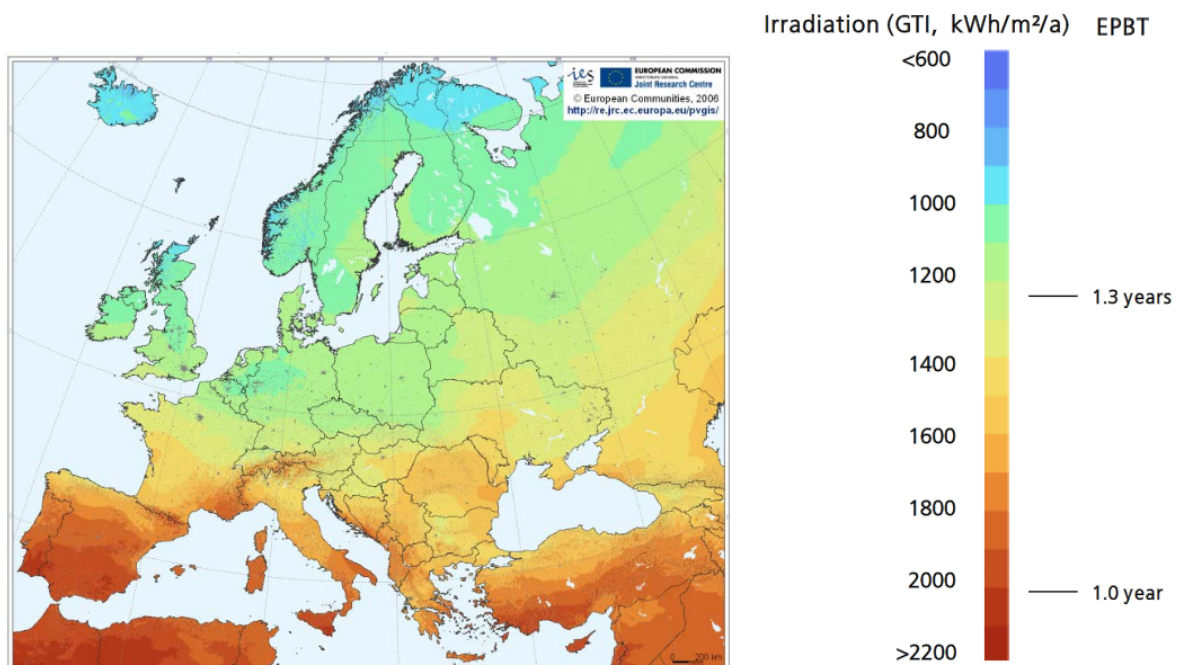 Irradiation (GTI, kWh/m²/a) EPBT
EUROPEAN COMMISSION
Joint Research Centre
© European Communities, 2006
http://re.jrc.ec.europa.eu/pvgis/
<600
800
1000
1200
1.3 years
1400
1600
1800
2000
1.0 year
>2200
0 200 km